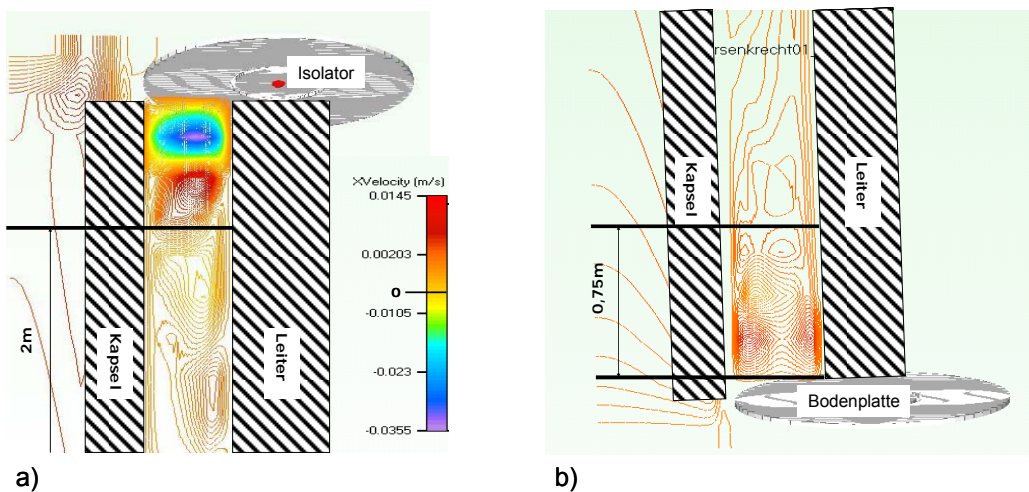 Isolator
XVelocity (m/s)
0.0145
0.00203
0
-0.0105
-0.023
-0.0355
2m
Kapsel
Leiter
a)
rsenkrecht01_
Kapsel
Leiter
0,75m
Bodenplatte
b)